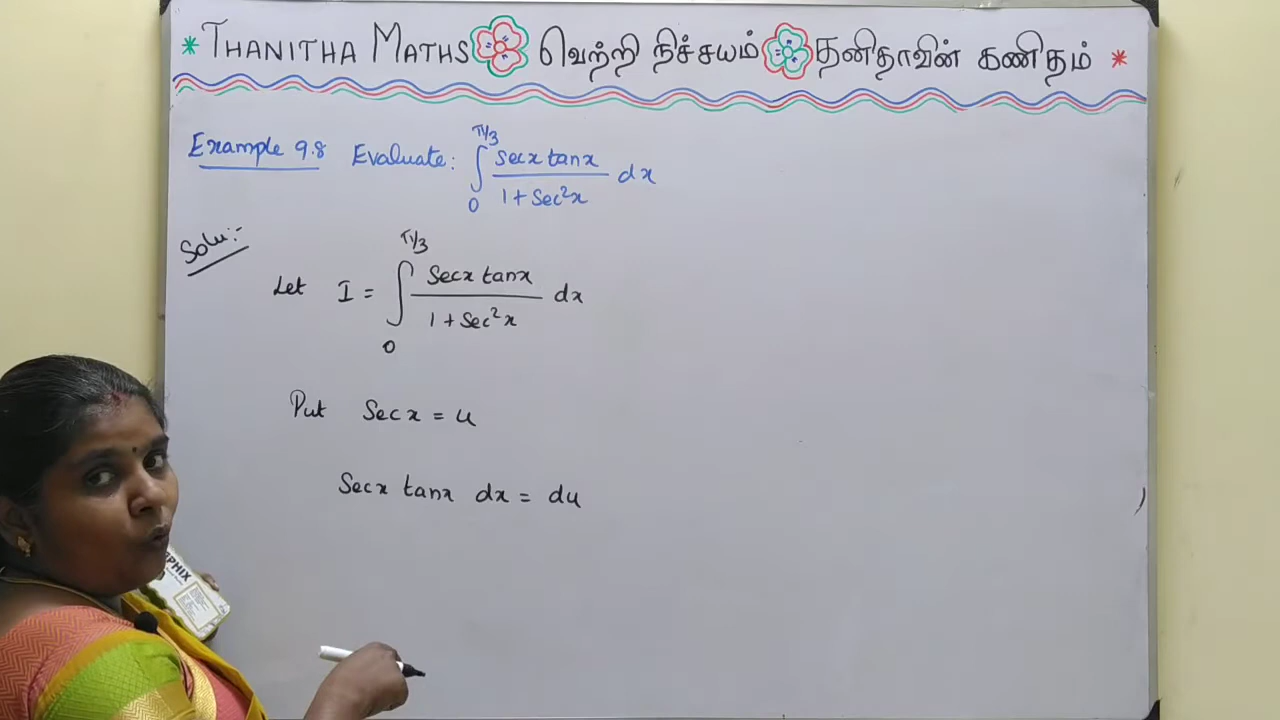 * THANITHA MATHS வெற்றி நிச்சயம் தனிதாவின் கணிதம் *
Example 9.8 Evaluate: ∫₀^{π/3} secx tanx / (1 + Sec²x) dx
Solu:-
Let I = ∫₀^{π/3} Secx tanx / (1 + Sec²x) dx
Put Sec x = u
Secx tanx dx = du